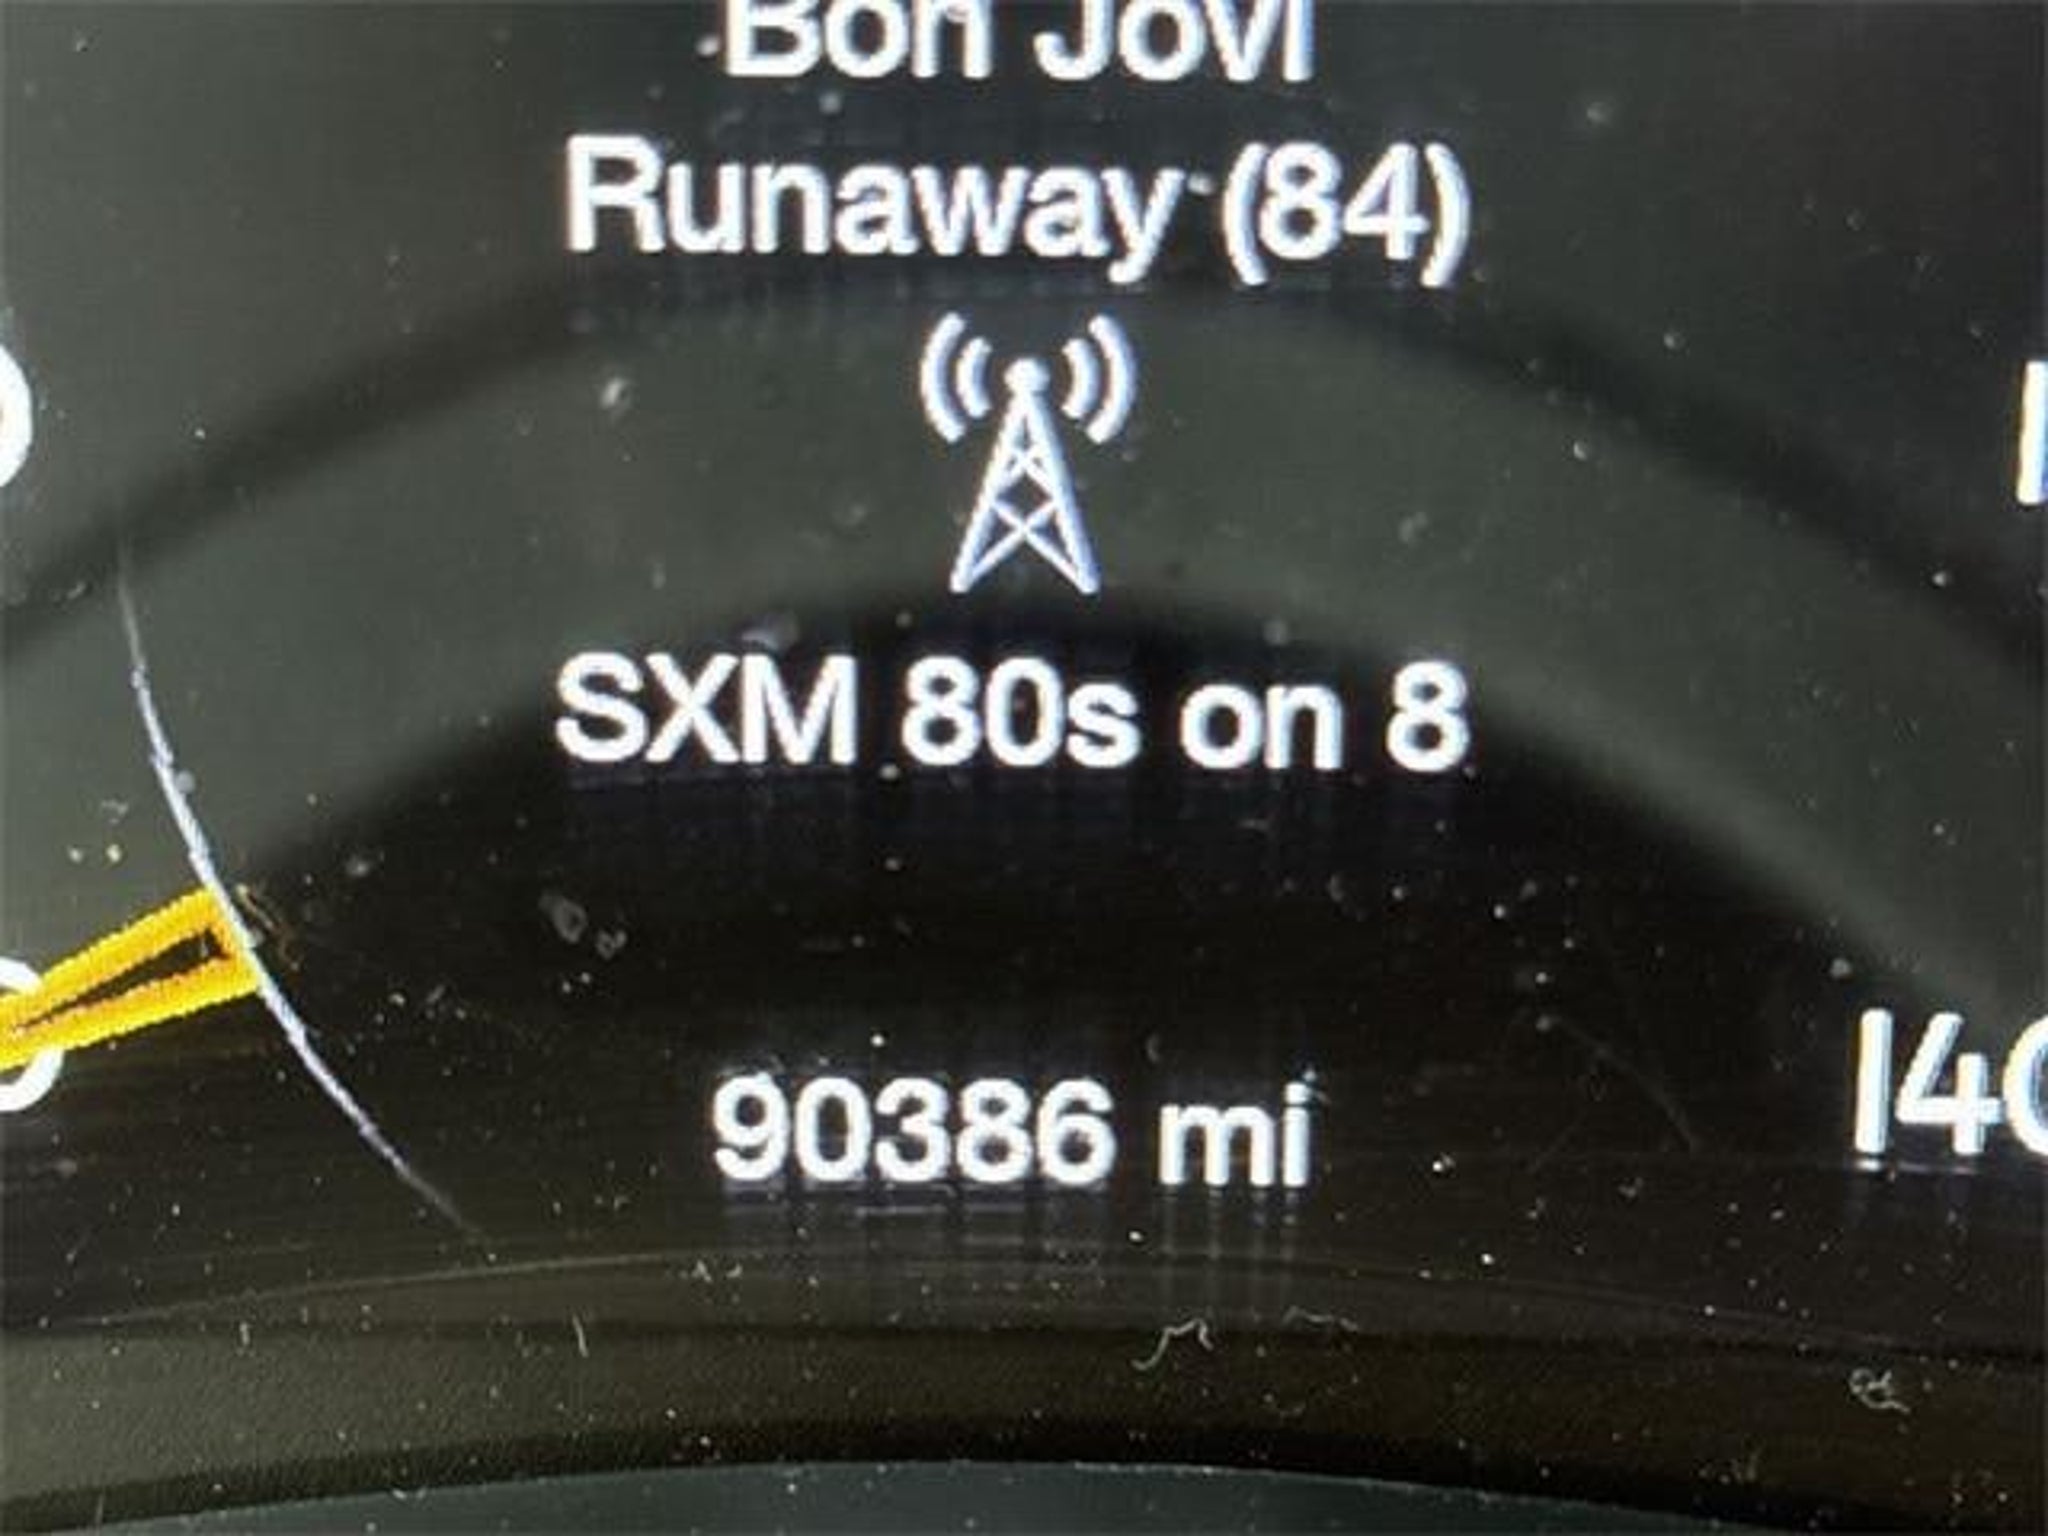 Bon Jovi
Runaway (84)
SXM 80s on 8
90386 mi